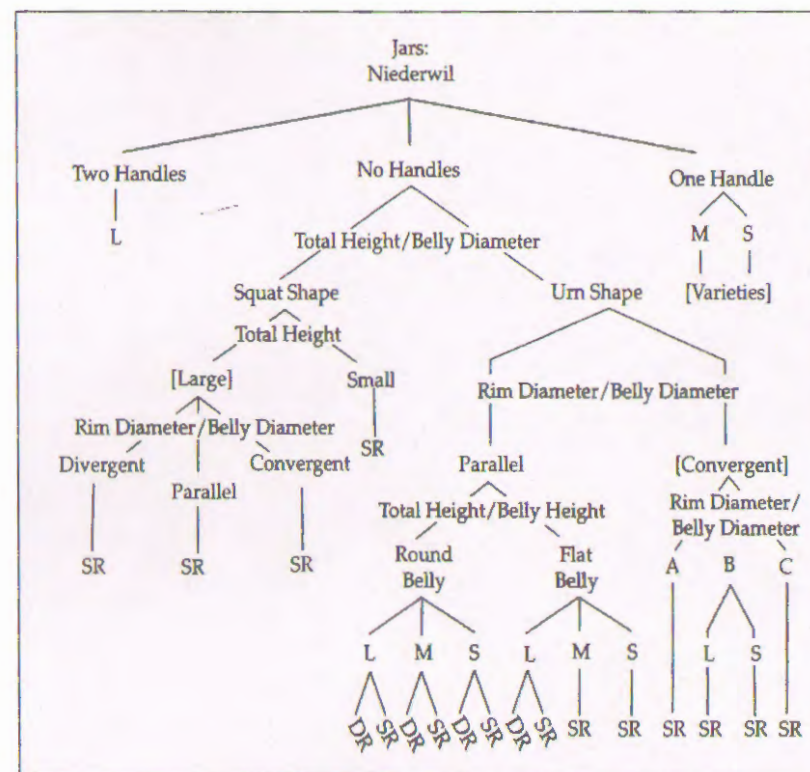 Jars:
Niederwil
Two Handles No Handles One Handle
L Total Height/Belly Diameter M S
Squat Shape Urn Shape [Varieties]
Total Height
[Large] Small Rim Diameter/Belly Diameter
Rim Diameter/Belly Diameter
Divergent Convergent SR Parallel [Convergent]
Parallel Total Height/Belly Height Rim Diameter/
Belly Diameter
SR SR SR Round Flat A B C
Belly Belly
L M S L M S L S
DR SR DR SR DR SR DR SR SR SR SR SR SR SR